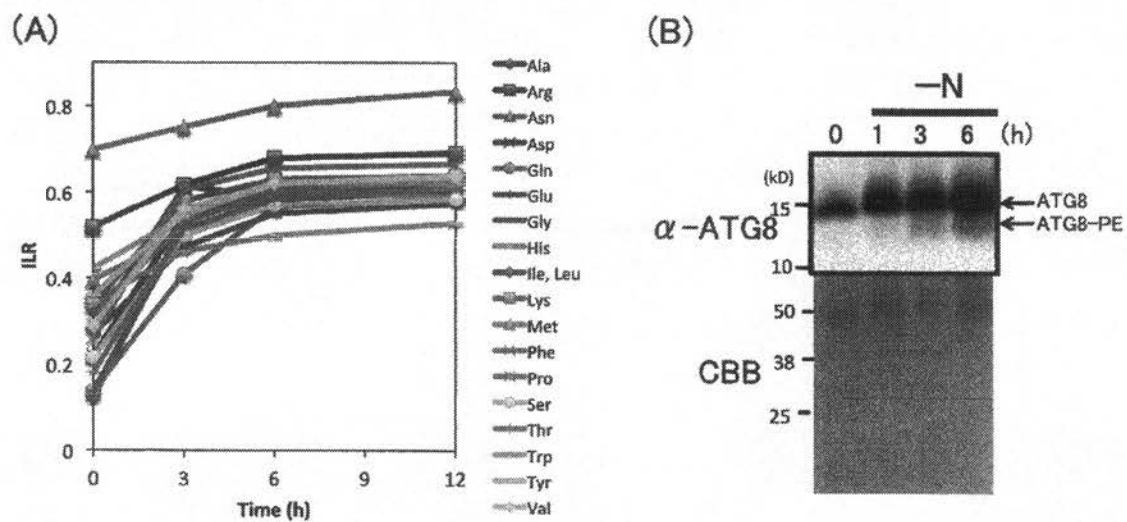 (A)
ILR
0.8
0.6
0.4
0.2
0
0 3 6 9 12
Time (h)
Ala
Arg
Asn
Asp
Gln
Glu
Gly
His
Ile, Leu
Lys
Met
Phe
Pro
Ser
Thr
Trp
Tyr
Val
(B)
−N
0 1 3 6 (h)
(kD)
15
10
α-ATG8
ATG8
ATG8-PE
50
38
25
CBB